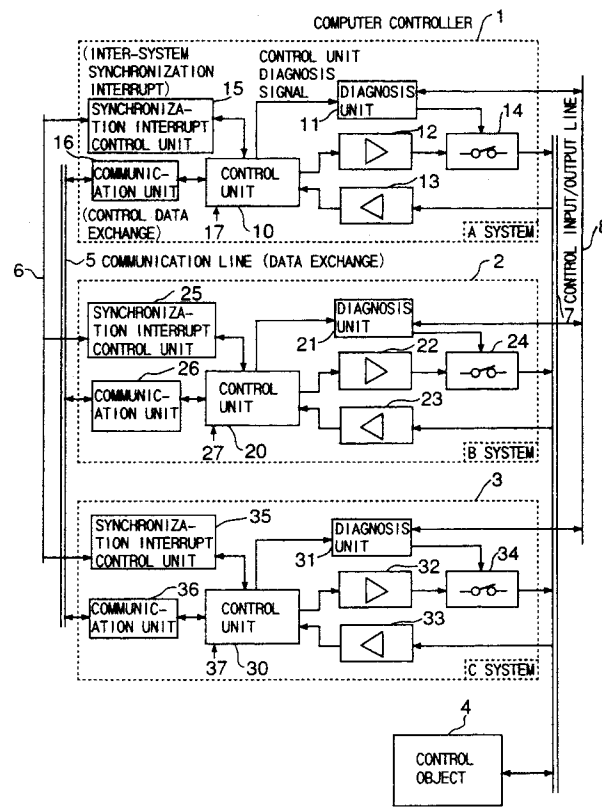 COMPUTER CONTROLLER
1
(INTER-SYSTEM
SYNCHRONIZATION
INTERRUPT)
15
CONTROL UNIT
DIAGNOSIS
SIGNAL
SYNCHRONIZA-
TION INTERRUPT
CONTROL UNIT
DIAGNOSIS
UNIT
11
12
14
16
COMMUNIC-
ATION UNIT
CONTROL
UNIT
13
(CONTROL DATA
EXCHANGE)
17
10
A SYSTEM
CONTROL INPUT/OUTPUT LINE
8
7
6
5
COMMUNICATION LINE (DATA EXCHANGE)
2
25
SYNCHRONIZA-
TION INTERRUPT
CONTROL UNIT
DIAGNOSIS
UNIT
21
22
24
26
COMMUNIC-
ATION UNIT
CONTROL
UNIT
23
27
20
B SYSTEM
3
SYNCHRONIZA-
TION INTERRUPT
CONTROL UNIT
35
DIAGNOSIS
UNIT
31
32
34
36
COMMUNIC-
ATION UNIT
CONTROL
UNIT
33
37
30
C SYSTEM
4
CONTROL
OBJECT